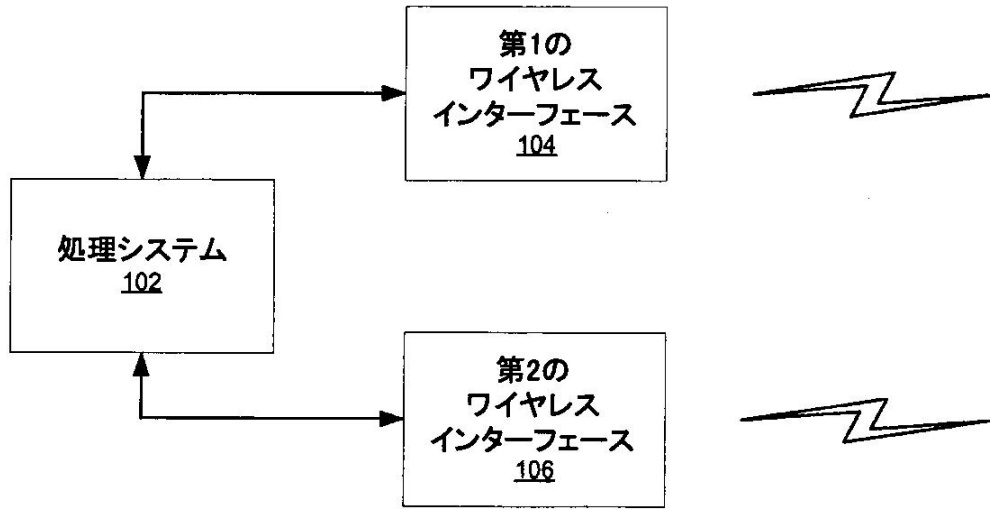 第1の
ワイヤレス
インターフェース
104
処理システム
102
第2の
ワイヤレス
インターフェース
106